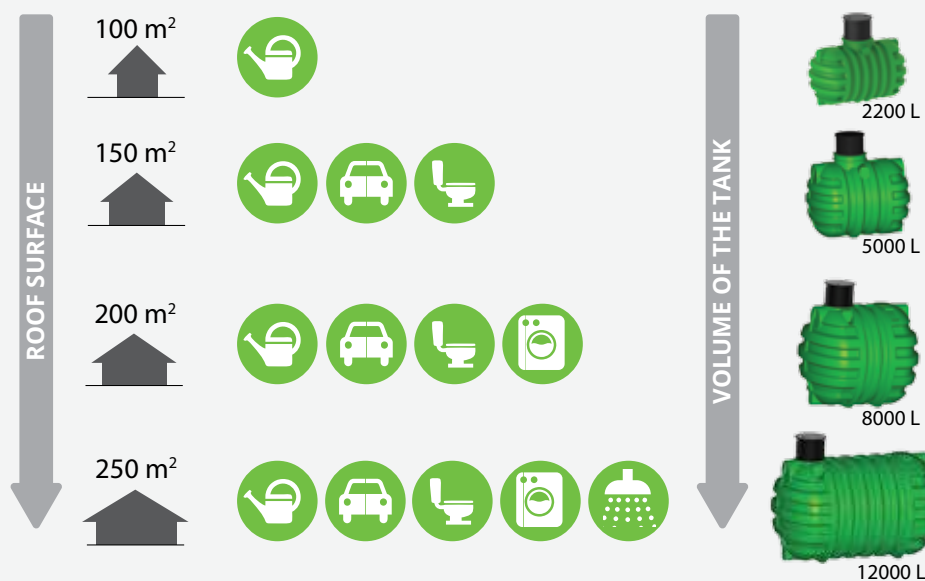 100 m²
2200 L
150 m²
5000 L
ROOF SURFACE
VOLUME OF THE TANK
200 m²
8000 L
250 m²
12000 L